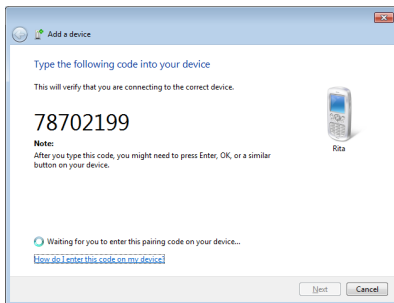 Add a device
Type the following code into your device
This will verify that you are connecting to the correct device.
78702199
Note:
After you type this code, you might need to press Enter, OK, or a similar
button on your device.
Rita
Waiting for you to enter this pairing code on your device...
How do I enter this code on my device?
Next Cancel